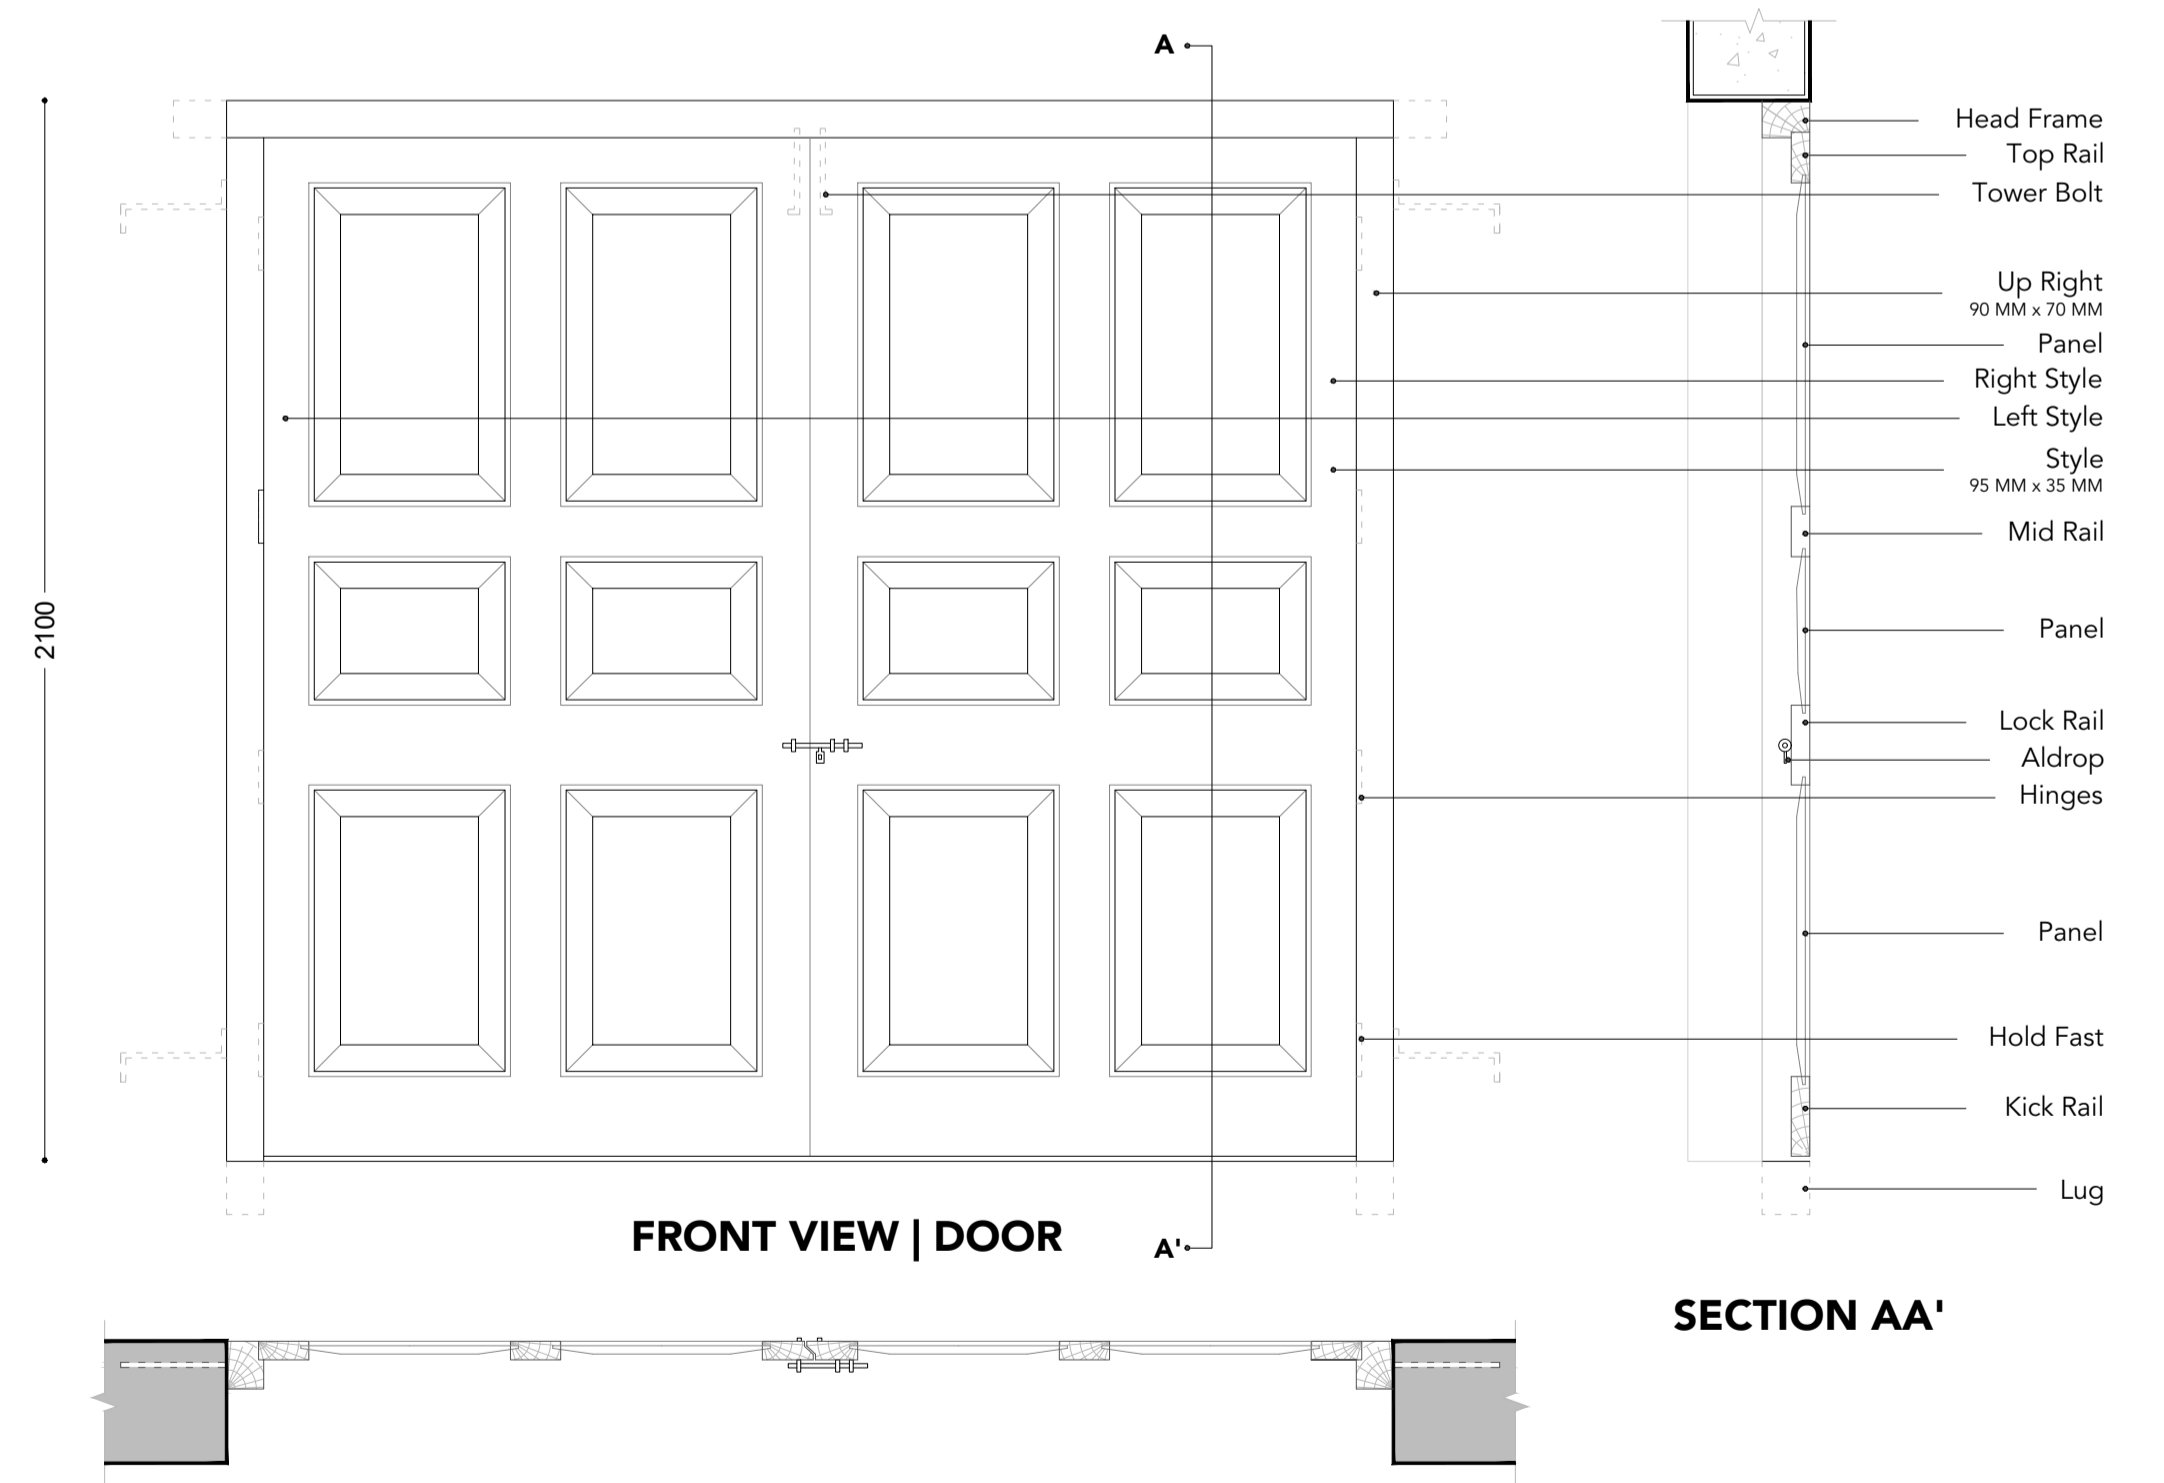 A
2100
Head Frame
Top Rail
Tower Bolt
Up Right
90 MM x 70 MM
Panel
Right Style
Left Style
Style
95 MM x 35 MM
Mid Rail
Panel
Lock Rail
Aldrop
Hinges
Panel
Hold Fast
Kick Rail
Lug
FRONT VIEW | DOOR
A'
SECTION AA'